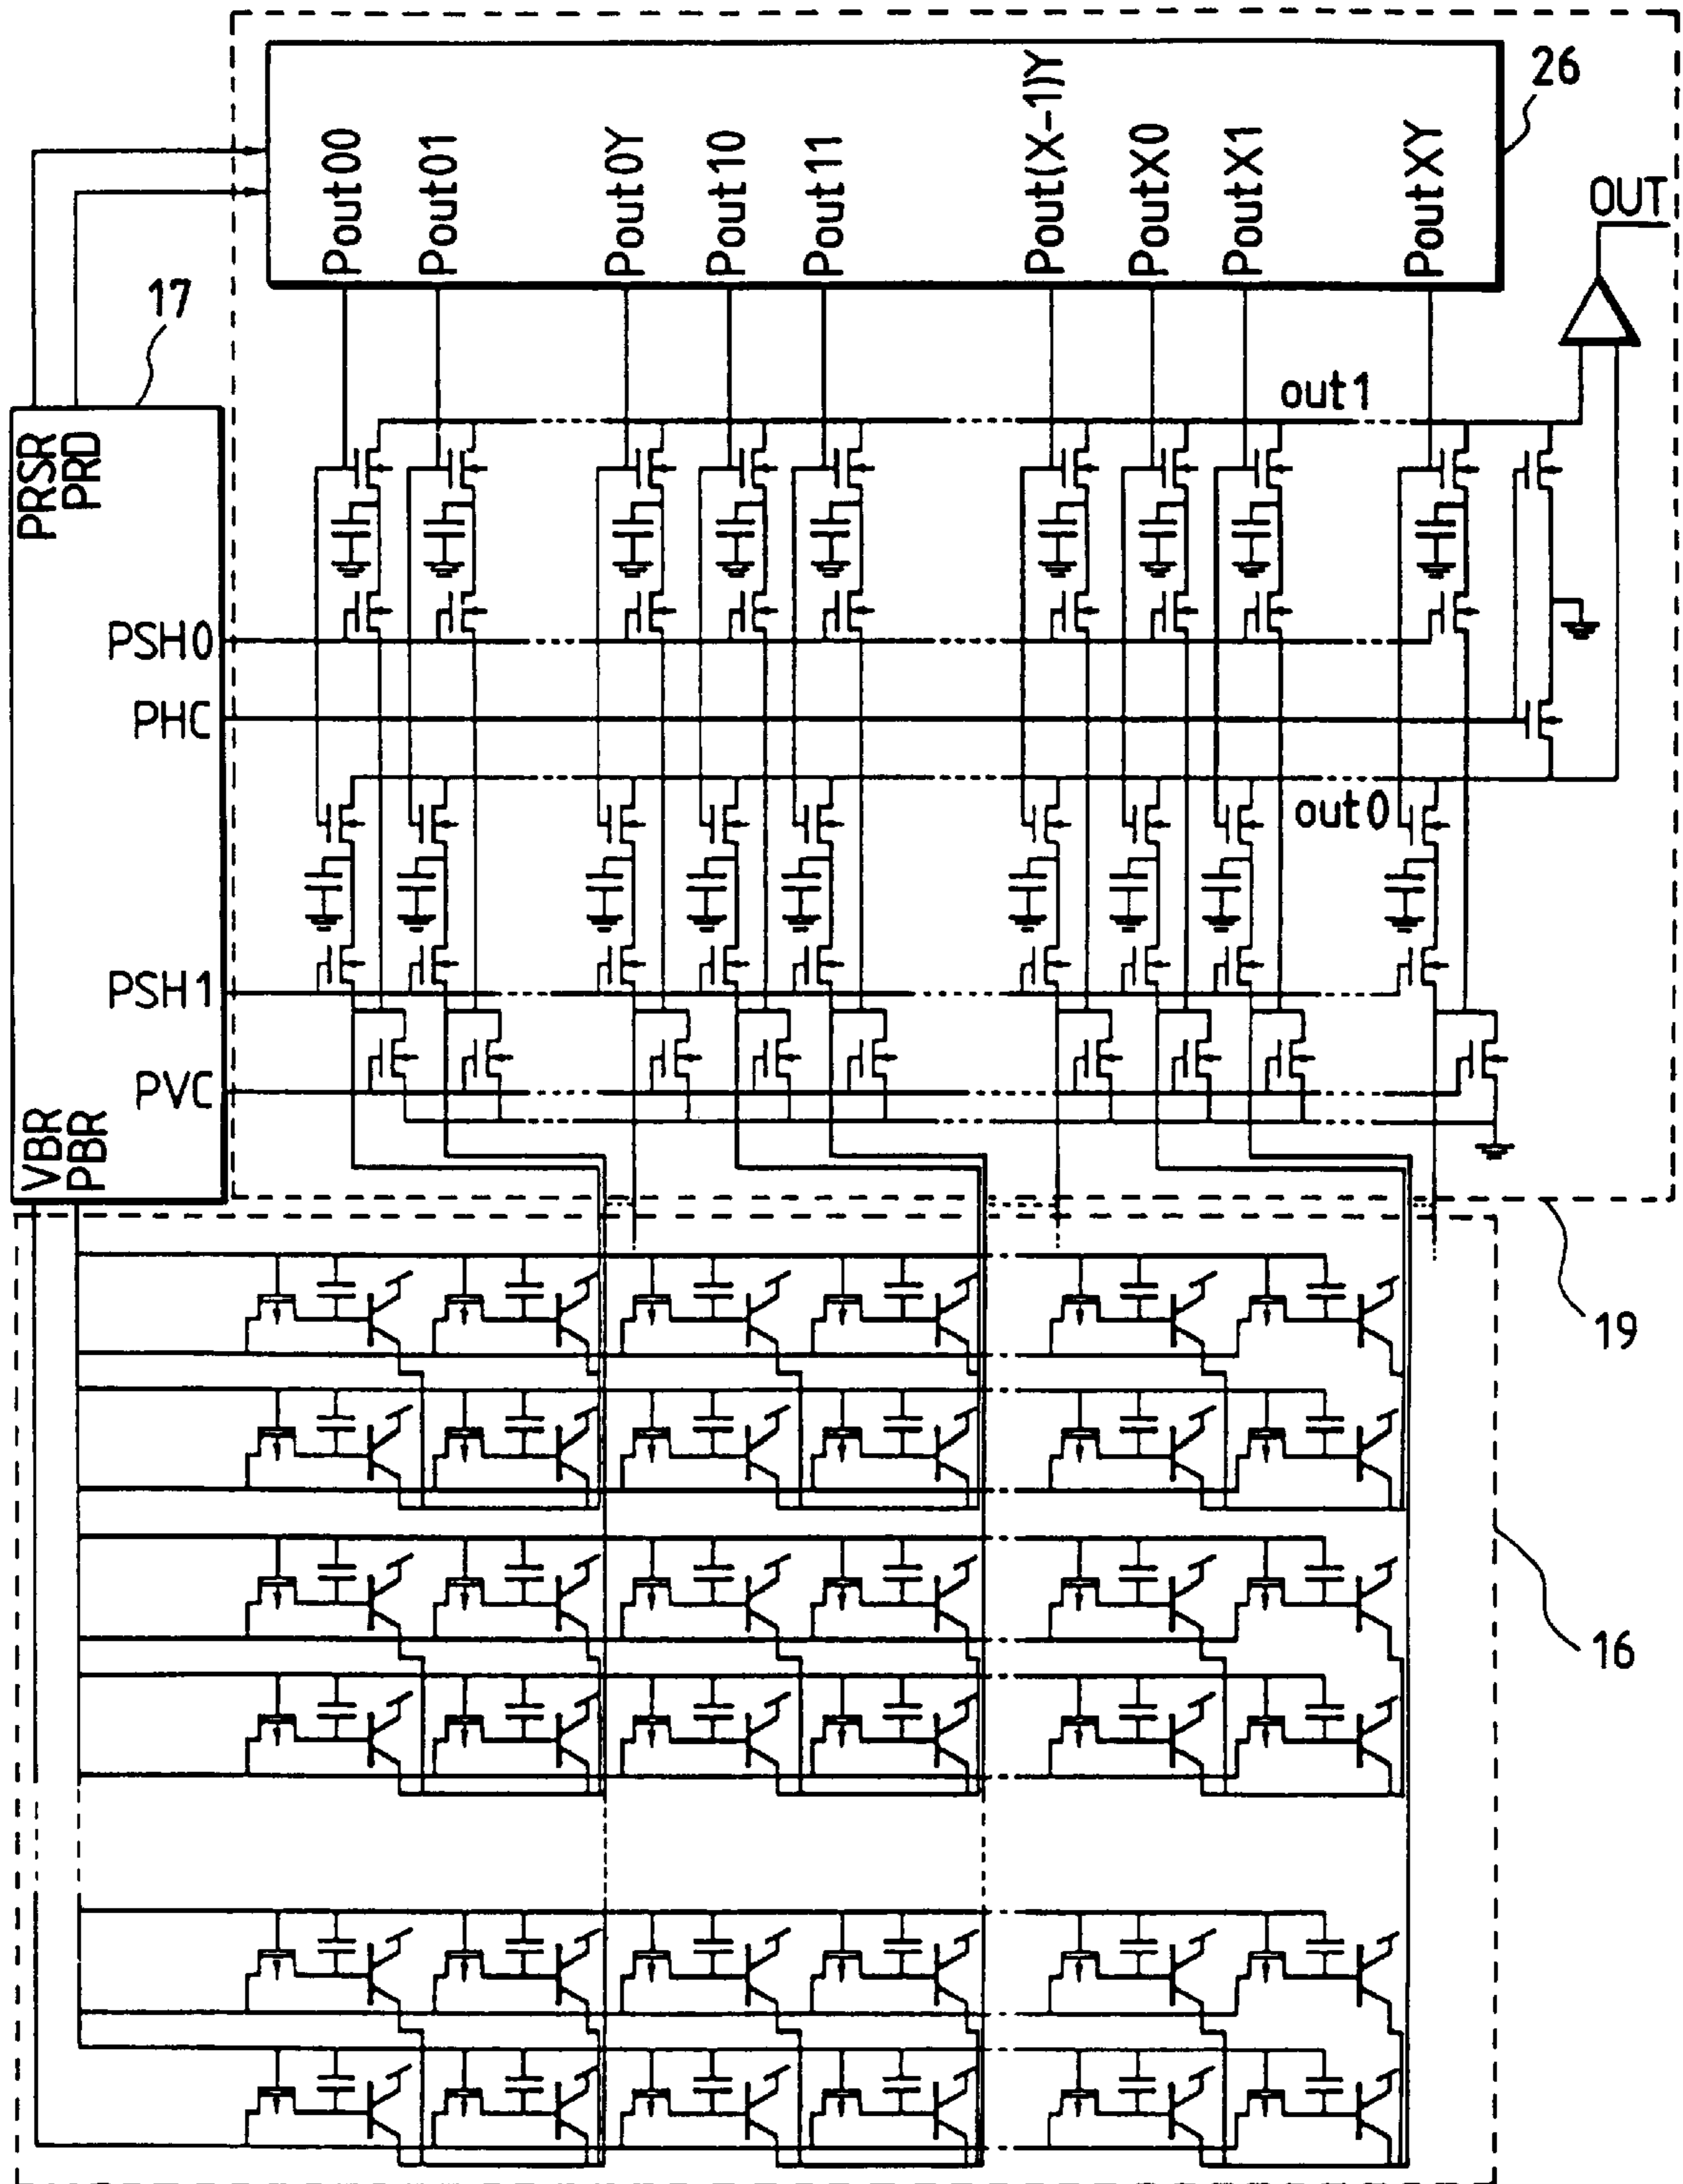 26
Pout00
Pout01
Pout0Y
Pout10
Pout11
Pout(X-1)Y
PoutX0
PoutX1
PoutXY
OUT
17
PRSR
PRD
out1
PSH0
PHC
out0
PSH1
PVC
VBR
PBR
19
16